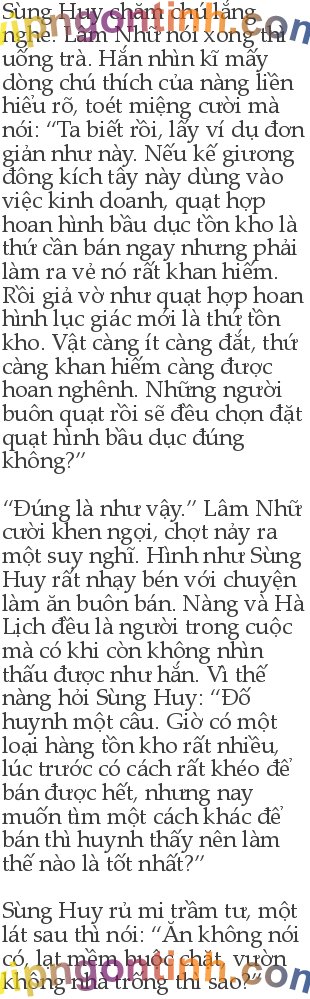 Sùng Huy chăm chú lắng
nghe. Lâm Nhữ nói xong thì
uống trà. Hắn nhìn kĩ mấy
dòng chú thích của nàng liền
hiểu rõ, toét miệng cười mà
nói: “Ta biết rồi, lấy ví dụ đơn
giản như này. Nếu kế giương
đông kích tây này dùng vào
việc kinh doanh, quạt hợp
hoan hình bầu dục tồn kho là
thứ cần bán ngay nhưng phải
làm ra vẻ nó rất khan hiếm.
Rồi giả vờ như quạt hợp hoan
hình lục giác mới là thứ tồn
kho. Vật càng ít càng đắt, thứ
càng khan hiếm càng được
hoan nghênh. Những người
buôn quạt rồi sẽ đều chọn đặt
quạt hình bầu dục đúng
không?”
“Đúng là như vậy.” Lâm Nhữ
cười khen ngợi, chợt nảy ra
một suy nghĩ. Hình như Sùng
Huy rất nhạy bén với chuyện
làm ăn buôn bán. Nàng và Hà
Lịch đều là người trong cuộc
mà có khi còn không nhìn
thấu được như hắn. Vì thế
nàng hỏi Sùng Huy: “Đố
huynh một câu. Giờ có một
loại hàng tồn kho rất nhiều,
lúc trước có cách rất khéo để
bán được hết, nhưng nay
muốn tìm một cách khác để
bán thì huynh thấy nên làm
thế nào là tốt nhất?”
Sùng Huy rủ mi trầm tư, một
lát sau thì nói: “Ăn không nói
có, lạt mềm buộc chặt, vườn
không nhà trống thì sao?”
vipngontinh.com
vipngontinh.com